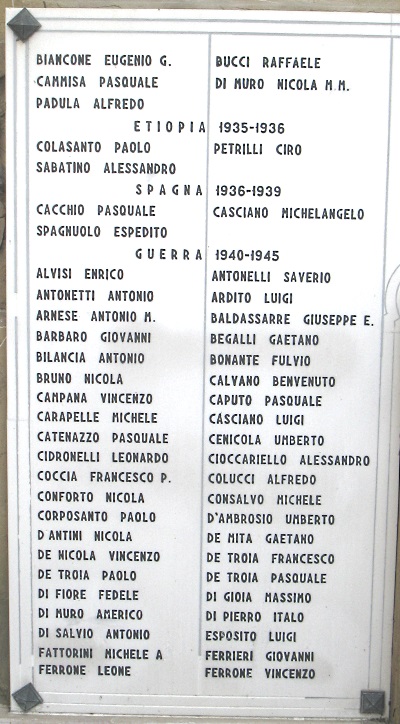 BIANCONE EUGENIO G. BUCCI RAFFAELE
CAMMISA PASQUALE DI MURO NICOLA M.M.
PADULA ALFREDO
ETIOPIA 1935-1936
COLASANTO PAOLO PETRILLI CIRO
SABATINO ALESSANDRO
SPAGNA 1936-1939
CACCHIO PASQUALE CASCIANO MICHELANGELO
SPAGNUOLO ESPEDITO
GUERRA 1940-1945
ALVISI ENRICO ANTONELLI SAVERIO
ANTONETTI ANTONIO ARDITO LUIGI
ARNESE ANTONIO M. BALDASSARRE GIUSEPPE E.
BARBARO GIOVANNI BEGALLI GAETANO
BILANCIA ANTONIO BONANTE FULVIO
BRUNO NICOLA CALVANO BENVENUTO
CAMPANA VINCENZO CAPUTO PASQUALE
CARAPELLE MICHELE CASCIANO LUIGI
CATENAZZO PASQUALE CENICOLA UMBERTO
CIDRONELLI LEONARDO CIOCCARIELLO ALESSANDRO
COCCIA FRANCESCO P. COLUCCI ALFREDO
CONFORTO NICOLA CONSALVO MICHELE
CORPOSANTO PAOLO D'AMBROSIO UMBERTO
D ANTINI NICOLA DE MITA GAETANO
DE NICOLA VINCENZO DE TROIA FRANCESCO
DE TROIA PAOLO DE TROIA PASQUALE
DI FIORE FEDELE DI GIOIA MASSIMO
DI MURO AMERICO DI PIERRO ITALO
DI SALVIO ANTONIO ESPOSITO LUIGI
FATTORINI MICHELE A FERRIERI GIOVANNI
FERRONE LEONE FERRONE VINCENZO